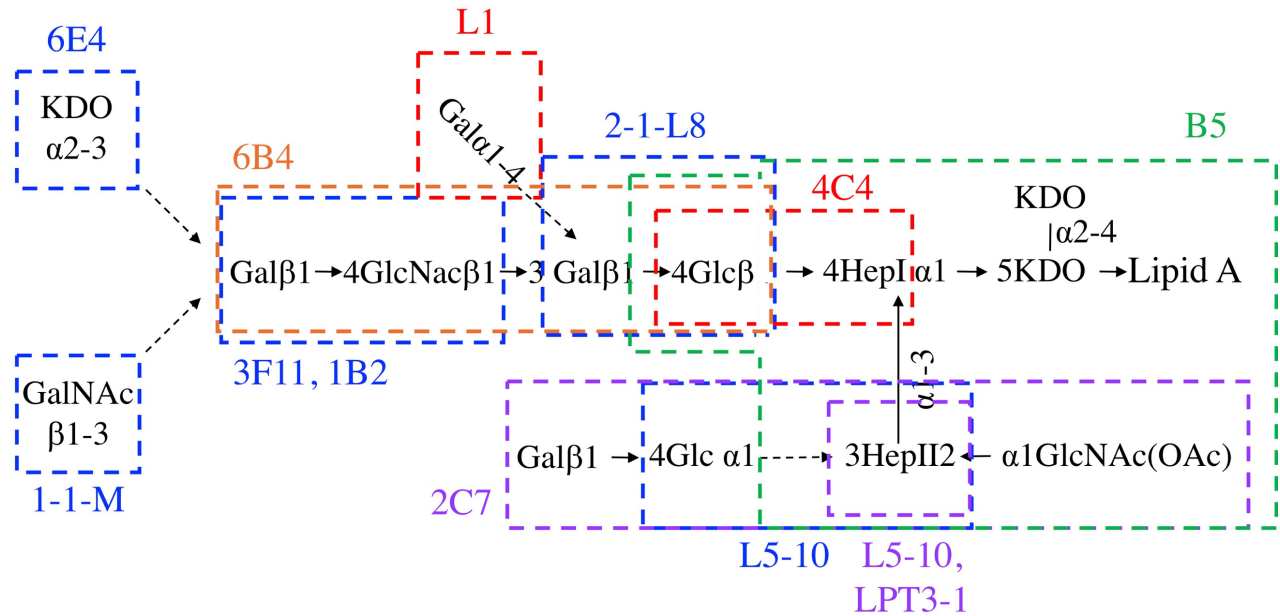 6E4
L1
KDO
α2-3
Galα1-4
2-1-L8
B5
6B4
4C4
KDO
|α2-4
Galβ1 4GlcNacβ1 3 Galβ1 4Glcβ 4HepI α1 5KDO Lipid A
3F11, 1B2
α1-3
GalNAc
β1-3
Galβ1 4Glc α1 3HepII2 α1GlcNAc(OAc)
1-1-M
2C7
L5-10
L5-10,
LPT3-1